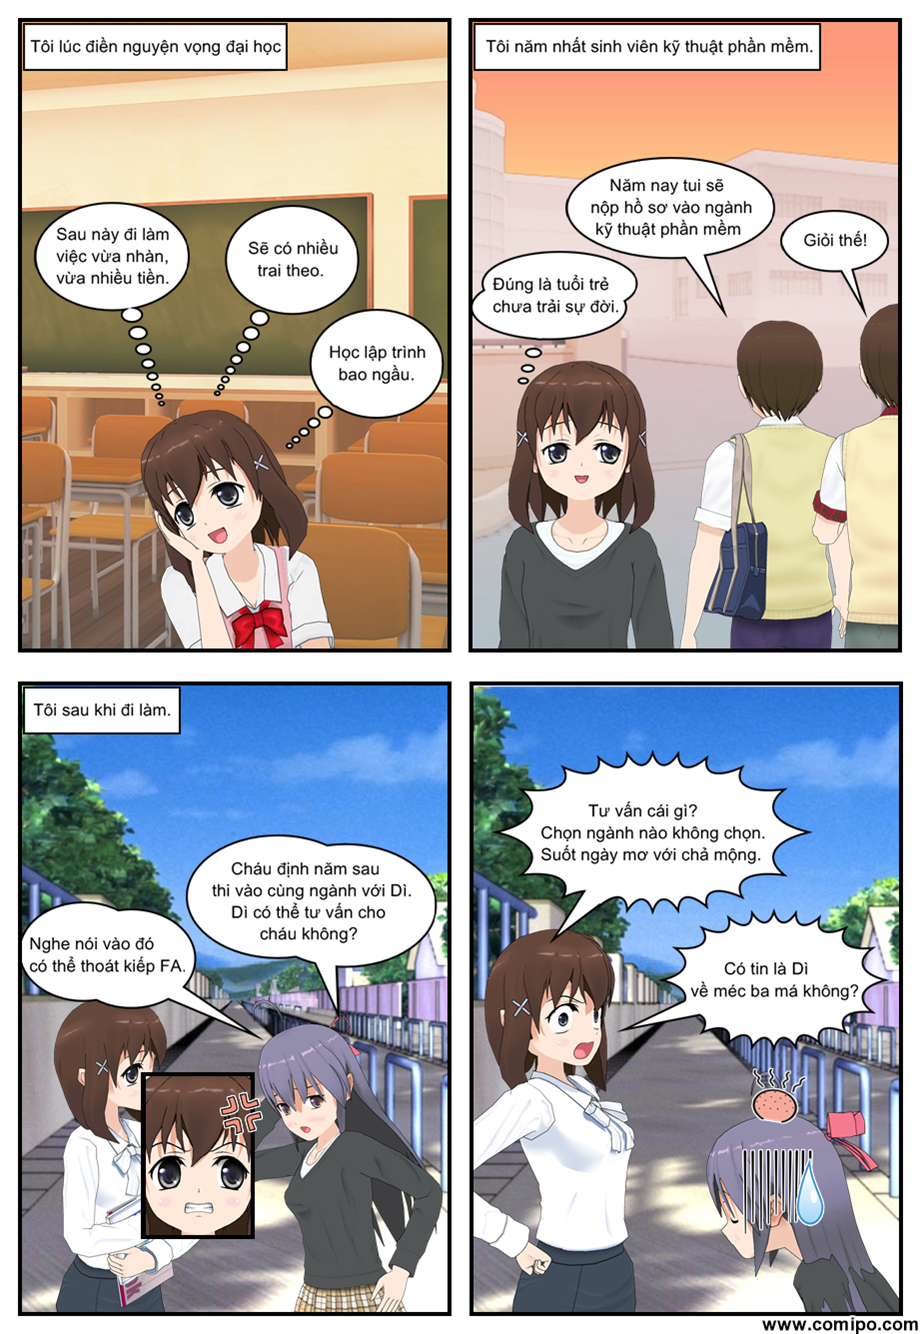 Tôi lúc điền nguyện vọng đại học
Sau này đi làm
việc vừa nhàn,
vừa nhiều tiền.
Sẽ có nhiều
trai theo.
Học lập trình
bao ngầu.
Tôi năm nhất sinh viên kỹ thuật phần mềm.
Năm nay tui sẽ
nộp hồ sơ vào ngành
kỹ thuật phần mềm
Giỏi thế!
Đúng là tuổi trẻ
chưa trải sự đời.
Tôi sau khi đi làm.
Cháu định năm sau
thi vào cùng ngành với Dì.
Dì có thể tư vấn cho
cháu không?
Nghe nói vào đó
có thể thoát kiếp FA.
Tư vấn cái gì?
Chọn ngành nào không chọn.
Suốt ngày mơ với chả mộng.
Có tin là Dì
về méc ba má không?
www.comipo.com